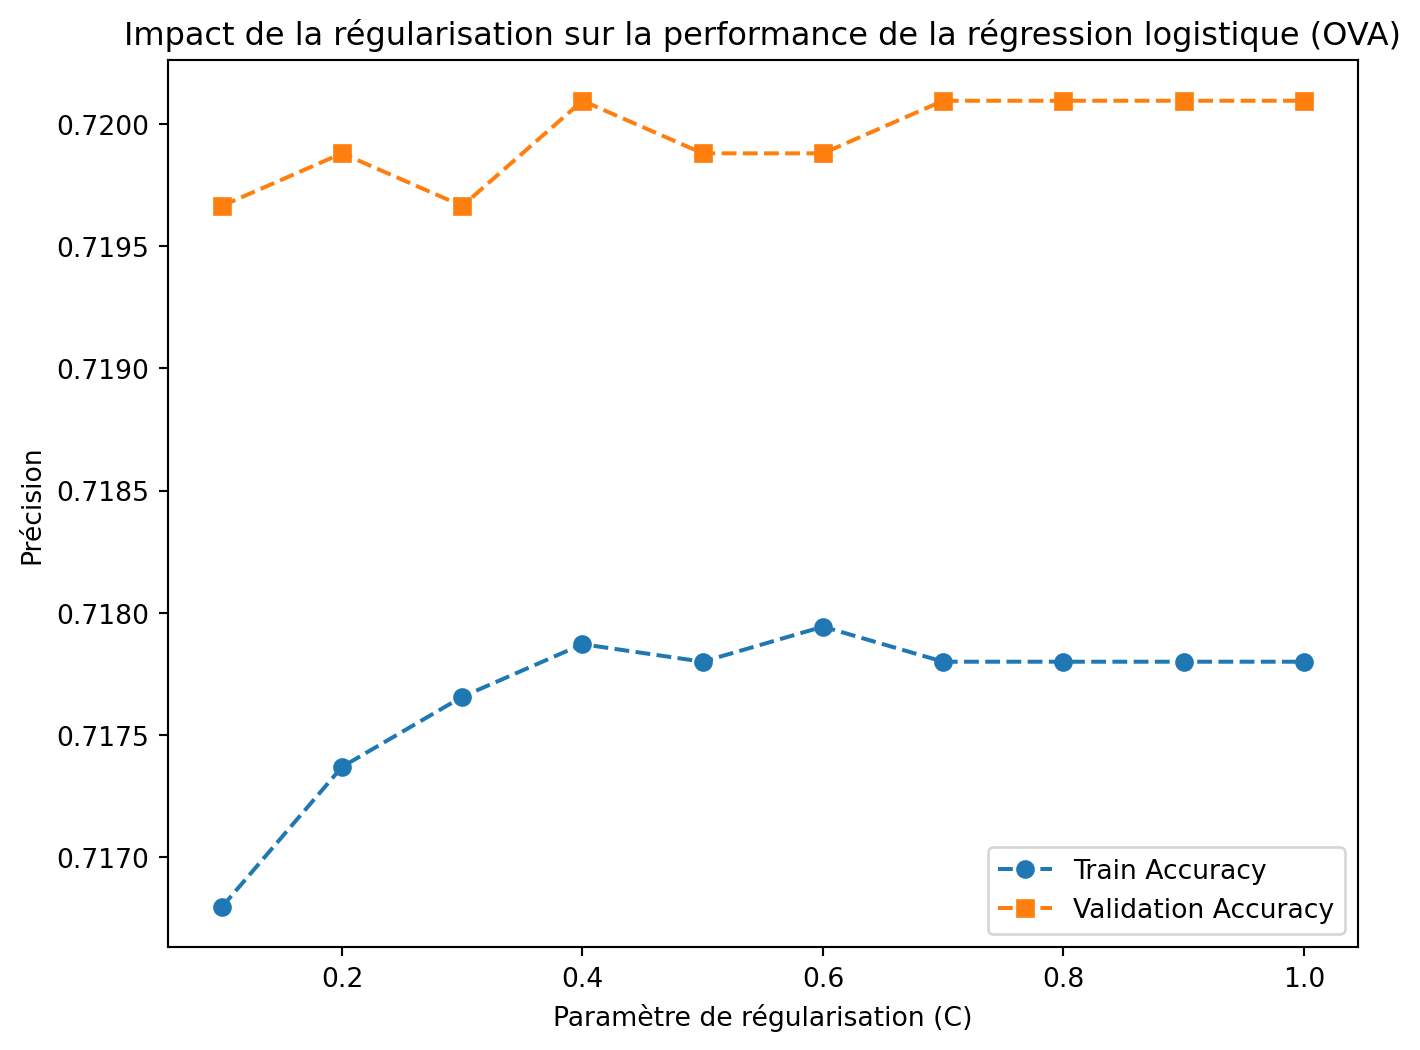 Impact de la régularisation sur la performance de la régression logistique (OVA)
0.7200
0.7195
0.7190
0.7185
0.7180
0.7175
0.7170
Précision
0.2
0.4
0.6
0.8
1.0
Paramètre de régularisation (C)
Train Accuracy
Validation Accuracy